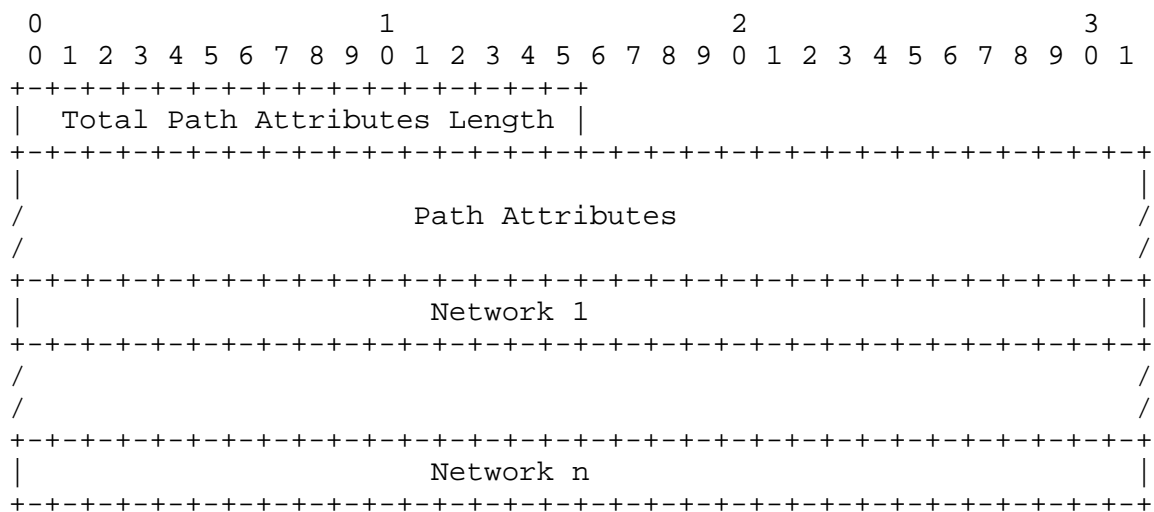 0                   1                   2                   3
 0 1 2 3 4 5 6 7 8 9 0 1 2 3 4 5 6 7 8 9 0 1 2 3 4 5 6 7 8 9 0 1
+-+-+-+-+-+-+-+-+-+-+-+-+-+-+-+-+
|  Total Path Attributes Length |
+-+-+-+-+-+-+-+-+-+-+-+-+-+-+-+-+-+-+-+-+-+-+-+-+-+-+-+-+-+-+-+-+
|                                                               |
/                      Path Attributes                          /
/                                                               /
+-+-+-+-+-+-+-+-+-+-+-+-+-+-+-+-+-+-+-+-+-+-+-+-+-+-+-+-+-+-+-+-+
|                       Network 1                               |
+-+-+-+-+-+-+-+-+-+-+-+-+-+-+-+-+-+-+-+-+-+-+-+-+-+-+-+-+-+-+-+-+
/                                                               /
/                                                               /
+-+-+-+-+-+-+-+-+-+-+-+-+-+-+-+-+-+-+-+-+-+-+-+-+-+-+-+-+-+-+-+-+
|                       Network n                               |
+-+-+-+-+-+-+-+-+-+-+-+-+-+-+-+-+-+-+-+-+-+-+-+-+-+-+-+-+-+-+-+-+